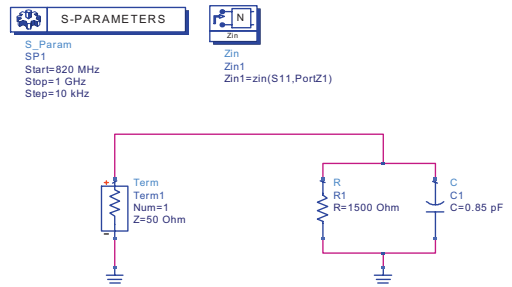 S-PARAMETERS
S_Param
SP1
Start=820 MHz
Stop=1 GHz
Step=10 kHz
N
Zin
Zin
Zin1
Zin1=zin(S11,PortZ1)
+
Term
Term1
Num=1
Z=50 Ohm
-
R
R1
R=1500 Ohm
C
C1
C=0.85 pF